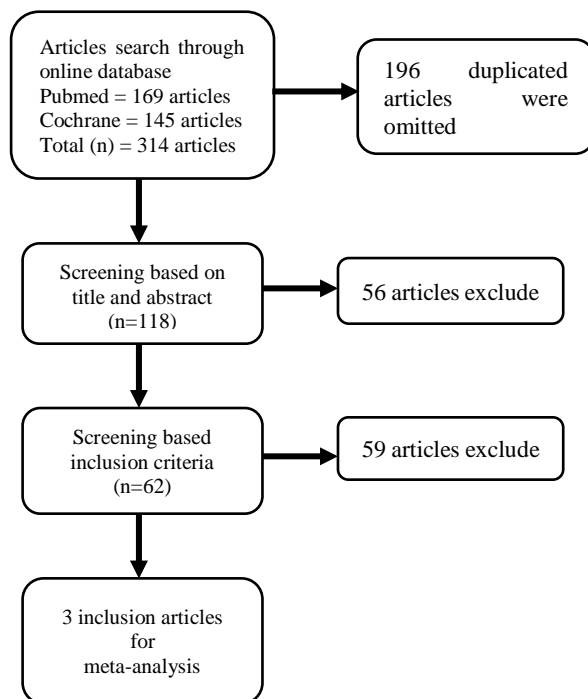 Articles search through
online database
Pubmed = 169 articles
Cochrane = 145 articles
Total (n) = 314 articles
196 duplicated
articles were
omitted
Screening based on
title and abstract
(n=118)
56 articles exclude
Screening based
inclusion criteria
(n=62)
59 articles exclude
3 inclusion articles
for
meta-analysis